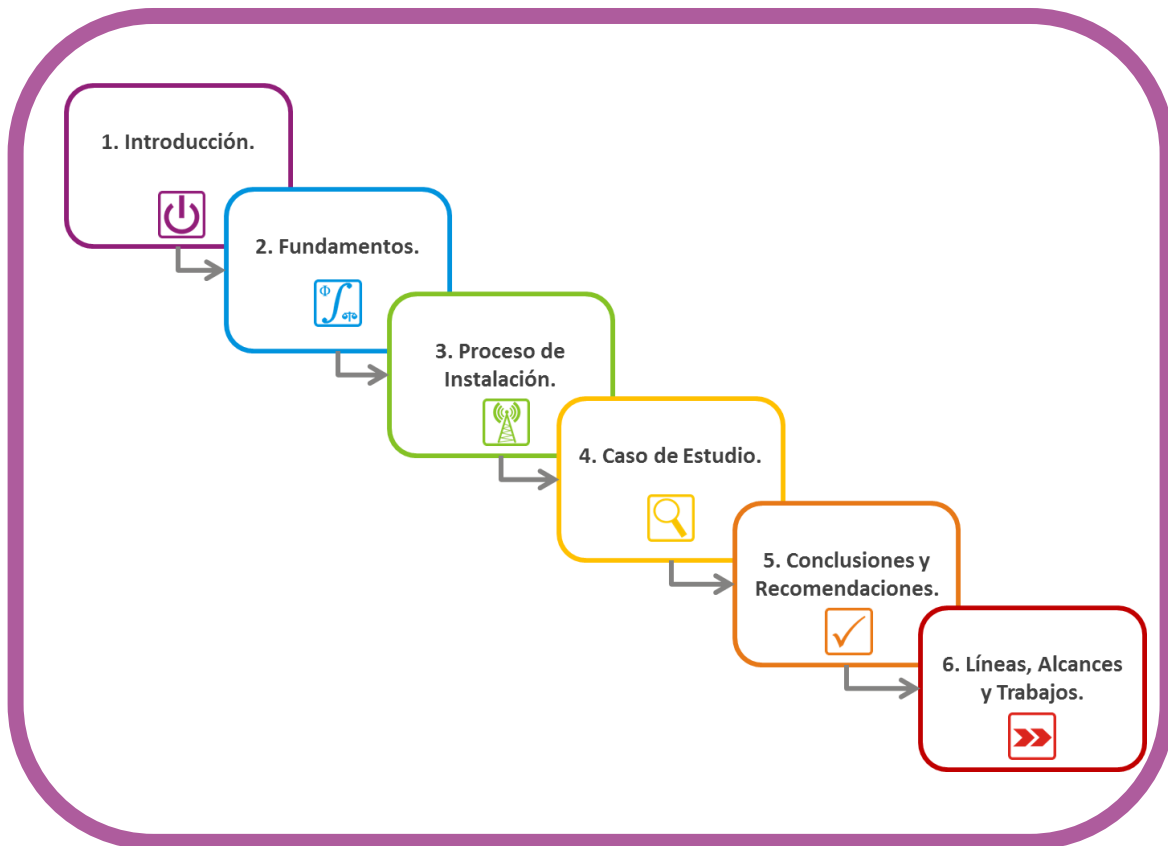 1. Introducción.
2. Fundamentos.
Φ
3. Proceso de
Instalación.
4. Caso de Estudio.
5. Conclusiones y
Recomendaciones.
6. Líneas, Alcances
y Trabajos.